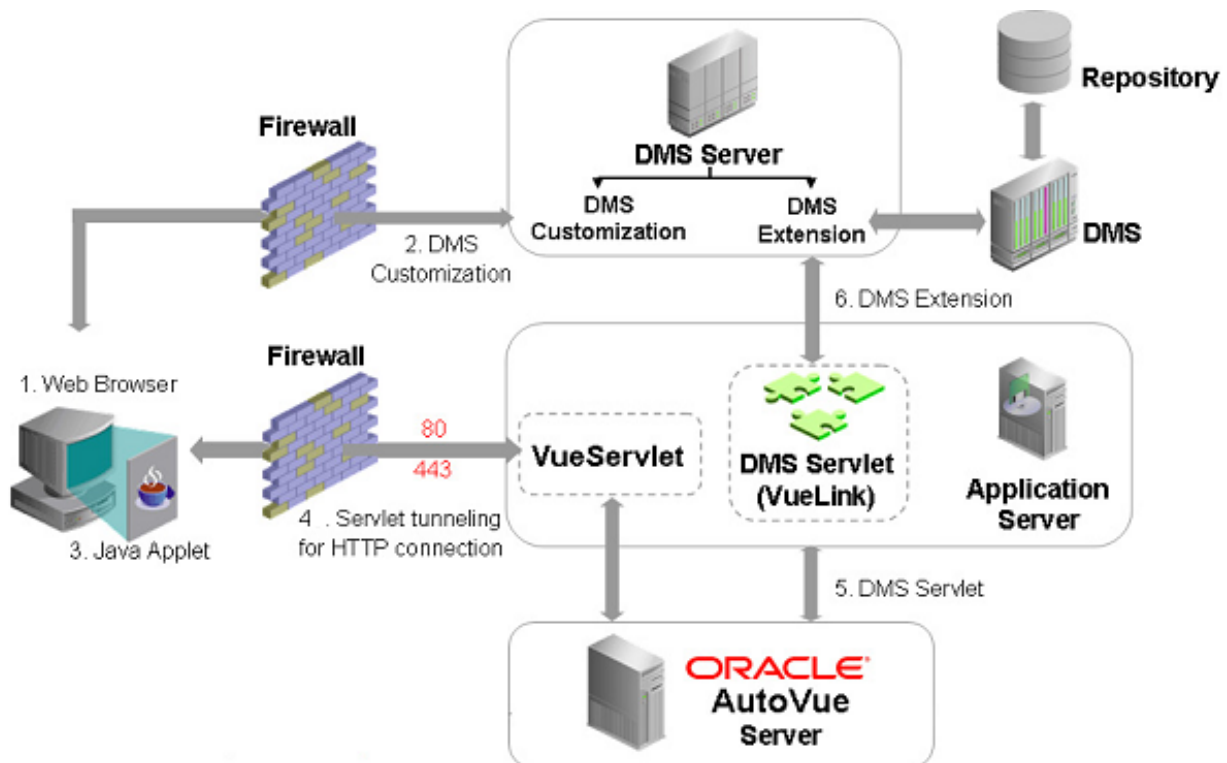 Repository
Firewall
DMS Server
DMS
Customization
DMS
Extension
DMS
2. DMS
Customization
6. DMS Extension
Firewall
1. Web Browser
80
443
VueServlet
DMS Servlet
(VueLink)
Application
Server
4 . Servlet tunneling
for HTTP connection
3. Java Applet
5. DMS Servlet
ORACLE®
AutoVue
Server